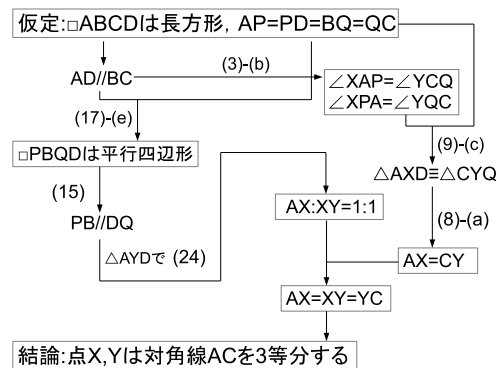 仮定:□ABCDは長方形, AP=PD=BQ=QC
AD//BC
(3)-(b)
∠XAP=∠YCQ
∠XPA=∠YQC
(17)-(e)
(9)-(c)
□PBQDは平行四辺形
△AXD≡△CYQ
(15)
AX:XY=1:1
(8)-(a)
PB//DQ
△AYDで (24)
AX=CY
AX=XY=YC
結論:点X,Yは対角線ACを3等分する